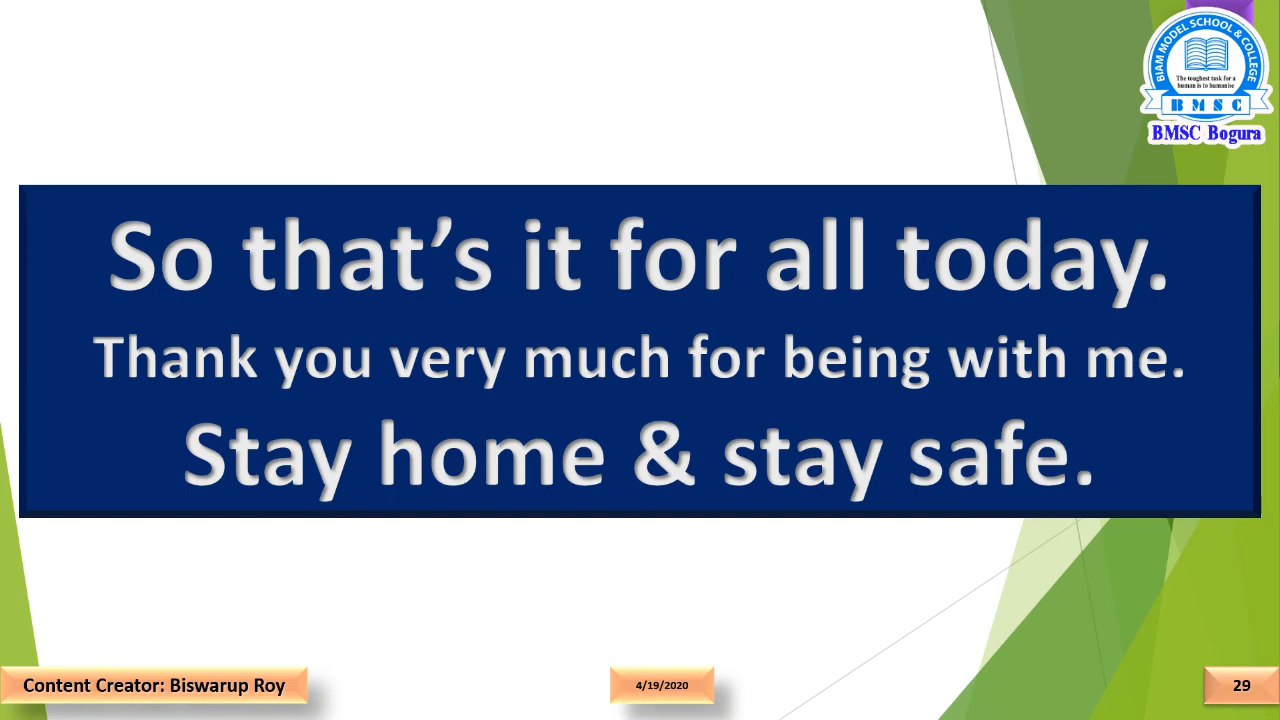 BIAM MODEL SCHOOL & COLLEGE
The toughest task for a
human is to humanise
B M S C
BMSC Bogura
So that’s it for all today.
Thank you very much for being with me.
Stay home & stay safe.
Content Creator: Biswarup Roy
4/19/2020
29